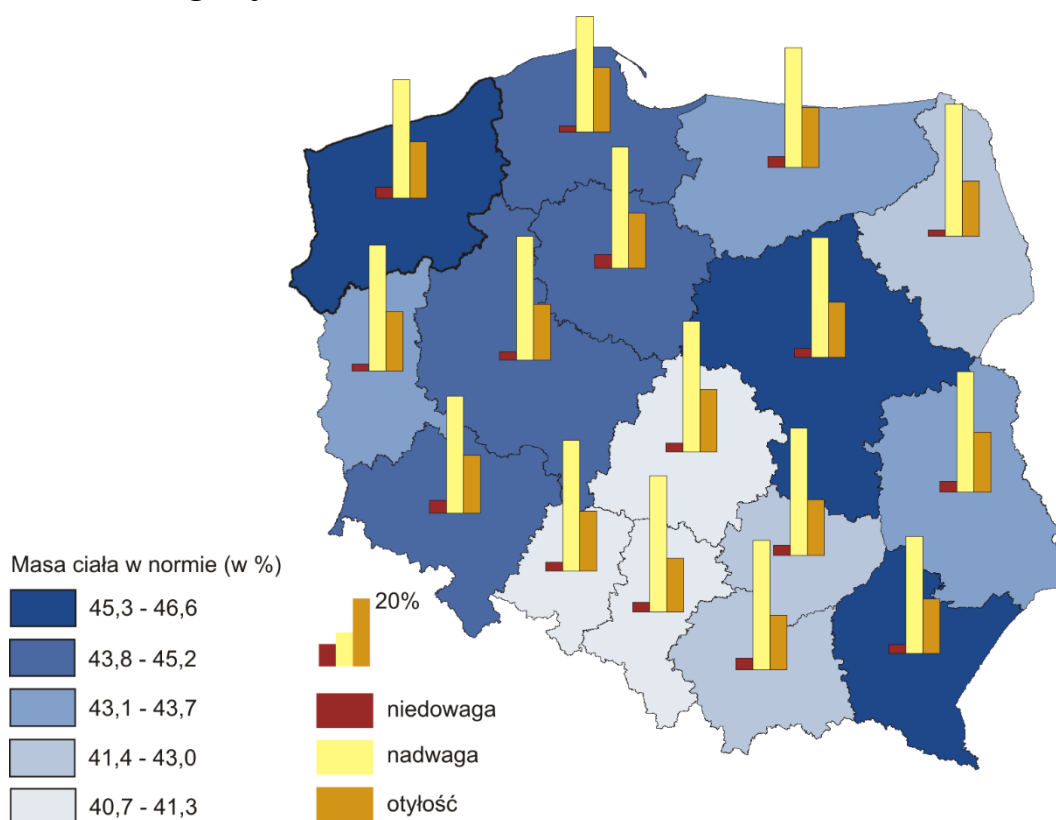 Masa ciała w normie (w %)
45,3 - 46,6
43,8 - 45,2
43,1 - 43,7
41,4 - 43,0
40,7 - 41,3
20%
niedowaga
nadwaga
otyłość